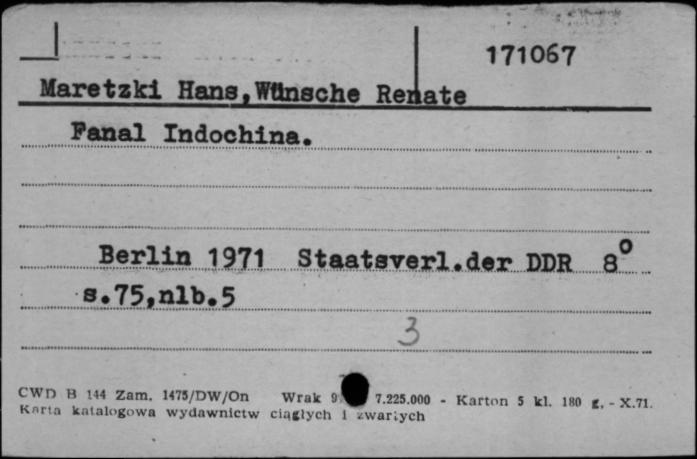 171067
Maretzki Hans,Wünsche Renate
Fanal Indochina.
Berlin 1971 Staatsverl.der DDR 8⁰
s.75,nlb.5
3
CWD B 144 Zam. 1475/DW/On Wrak 7.225.000 - Karton 5 kl. 180 g. - X.71.
Karta katalogowa wydawnictw ciągłych i zwartych